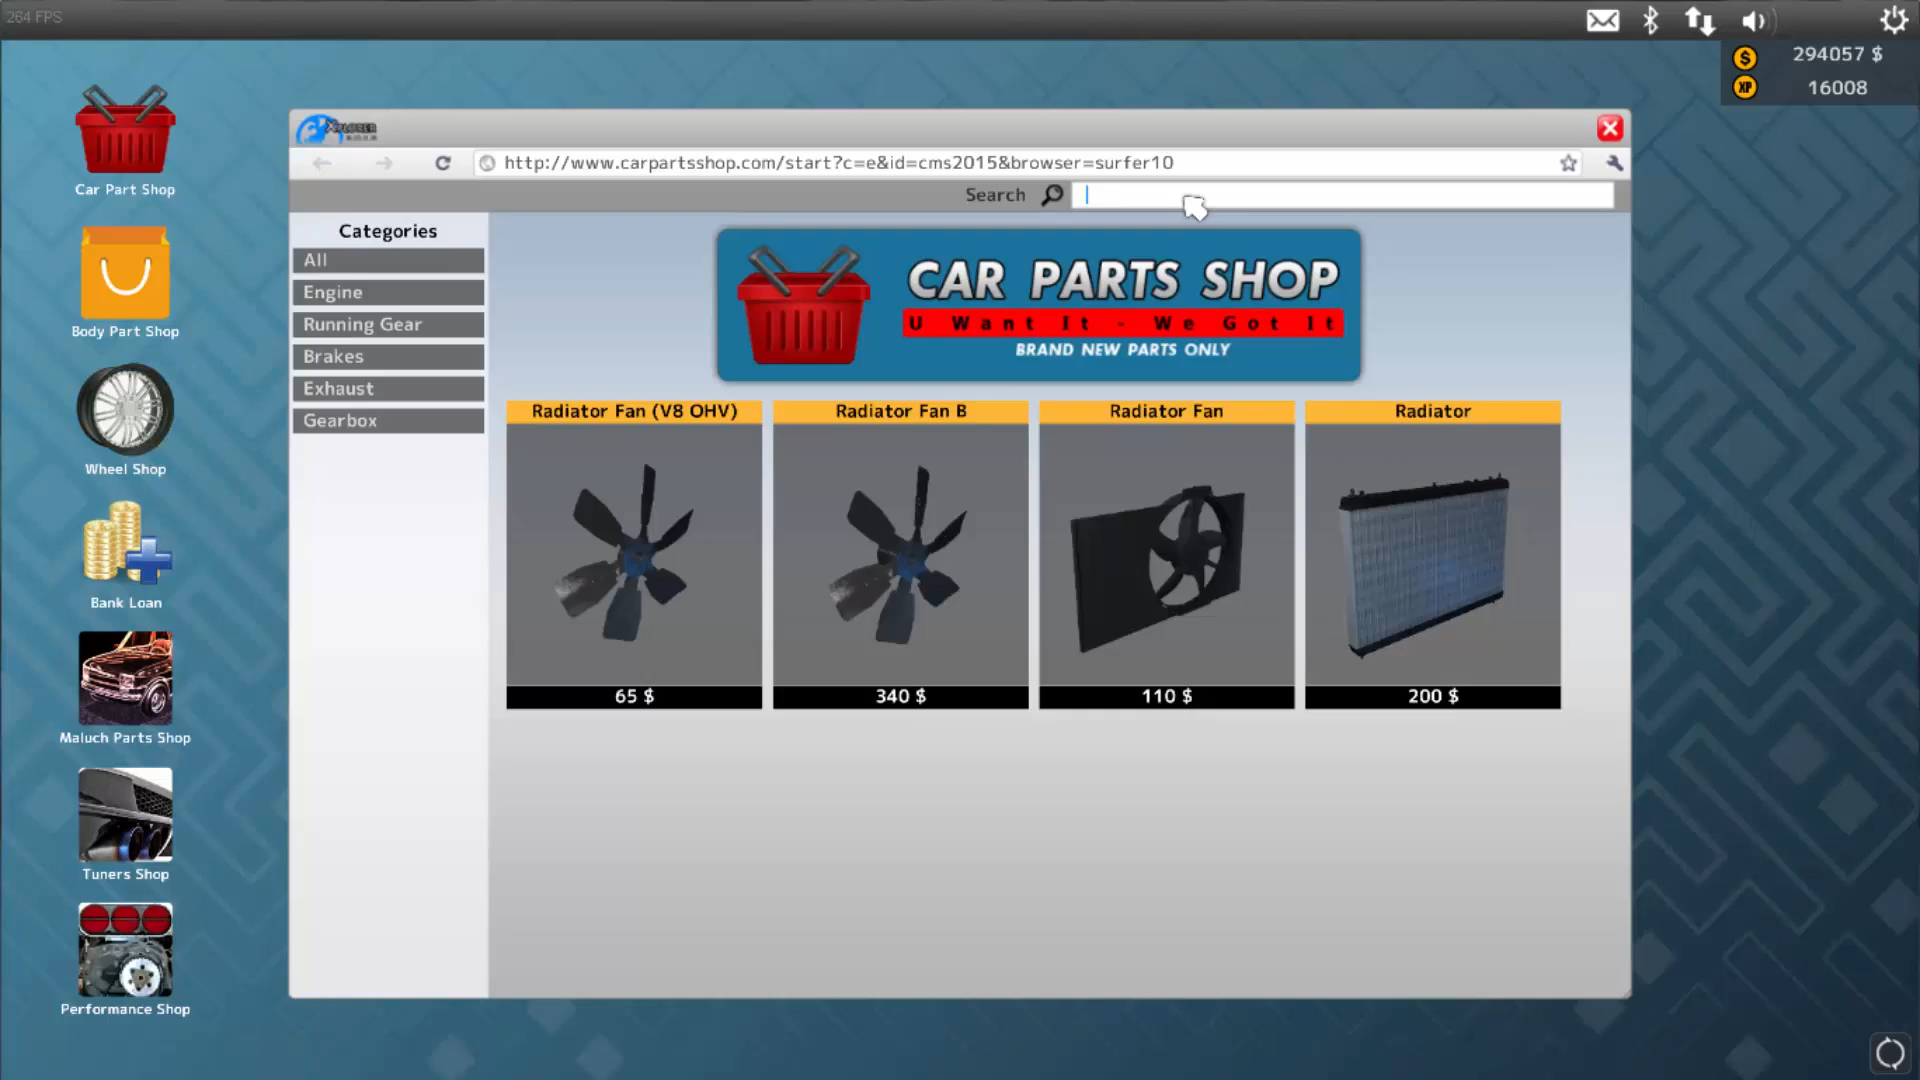 264 FPS
294057 $
XP 16008
Car Part Shop
Body Part Shop
Wheel Shop
Bank Loan
Maluch Parts Shop
Tuners Shop
Performance Shop
XPLORER
http://www.carpartsshop.com/start?c=e&id=cms2015&browser=surfer10
Search
Categories
All
Engine
Running Gear
Brakes
Exhaust
Gearbox
CAR PARTS SHOP
U Want It - We Got It
BRAND NEW PARTS ONLY
Radiator Fan (V8 OHV)
65 $
Radiator Fan B
340 $
Radiator Fan
110 $
Radiator
200 $